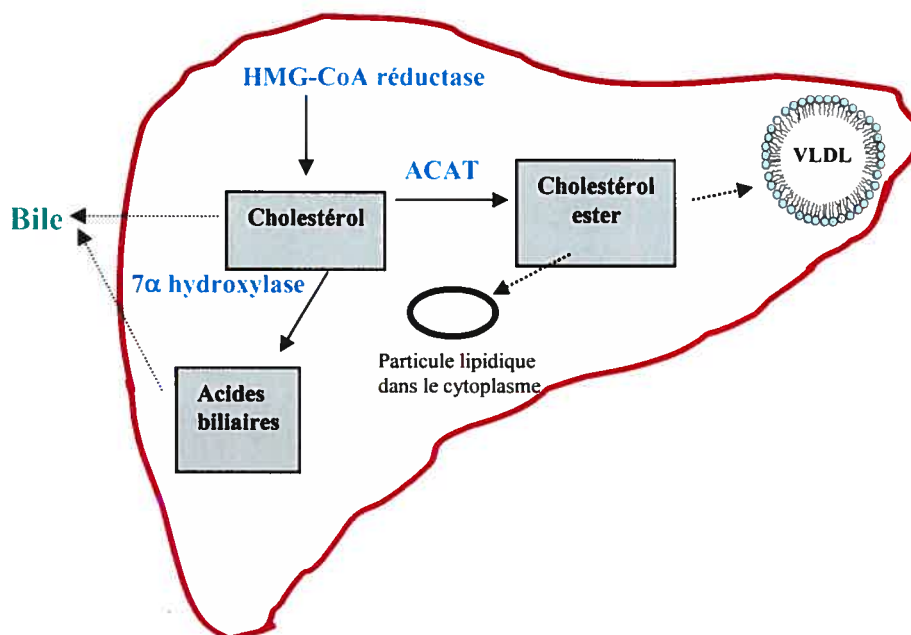 HMG-CoA réductase
ACAT
VLDL
Cholestérol
Cholestérol
ester
Bile
7α hydroxylase
Particule lipidique
dans le cytoplasme
Acides
biliaires